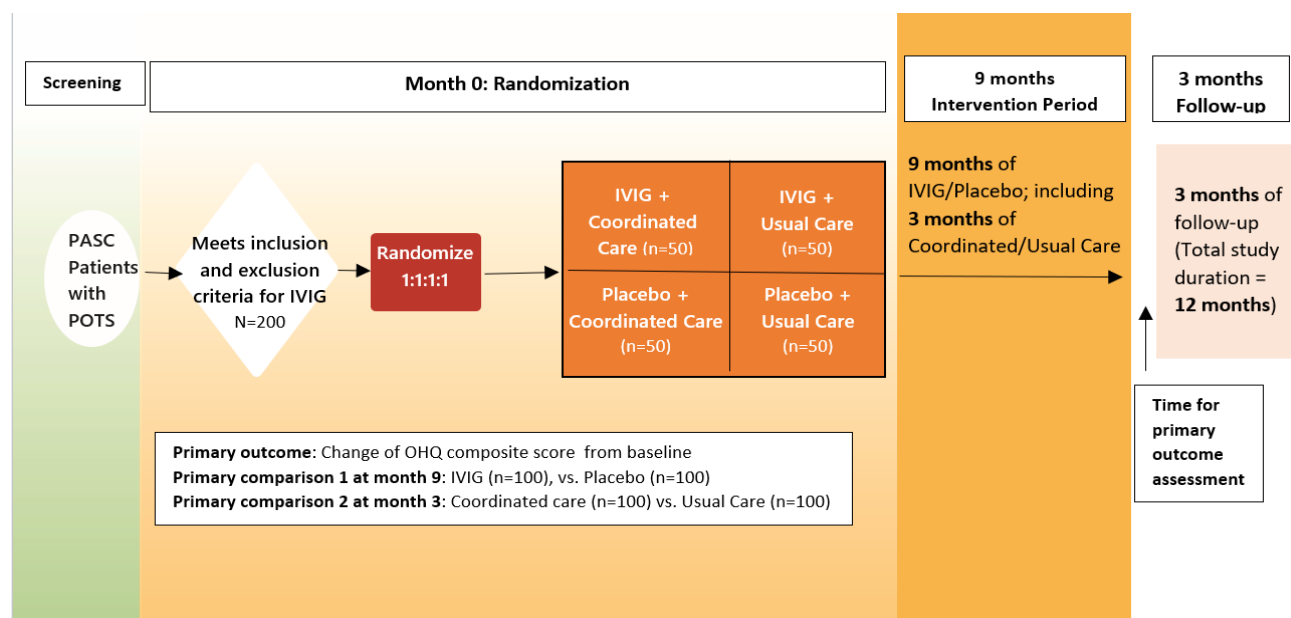 Screening
Month 0: Randomization
9 months
Intervention Period
3 months
Follow-up
PASC
Patients
with
POTS
Meets inclusion
and exclusion
criteria for IVIG
N=200
Randomize
1:1:1:1
IVIG +
Coordinated
Care (n=50)
IVIG +
Usual Care
(n=50)
Placebo +
Coordinated Care
(n=50)
Placebo +
Usual Care
(n=50)
9 months of
IVIG/Placebo; including
3 months of
Coordinated/Usual Care
3 months of
follow-up
(Total study
duration =
12 months)
Time for
primary
outcome
assessment
Primary outcome: Change of OHQ composite score from baseline
Primary comparison 1 at month 9: IVIG (n=100), vs. Placebo (n=100)
Primary comparison 2 at month 3: Coordinated care (n=100) vs. Usual Care (n=100)